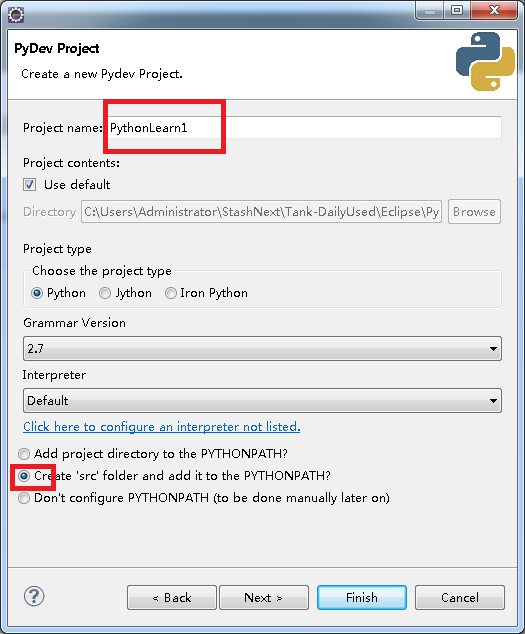 PyDev Project
Create a new Pydev Project.
Project name: PythonLearn1
Project contents:
Use default
Directory C:\Users\Administrator\StashNext\Tank-DailyUsed\Eclipse\Py Browse
Project type
Choose the project type
Python Jython Iron Python
Grammar Version
2.7
Interpreter
Default
Click here to configure an interpreter not listed.
Add project directory to the PYTHONPATH?
Create 'src' folder and add it to the PYTHONPATH?
Don't configure PYTHONPATH (to be done manually later on)
? < Back Next > Finish Cancel